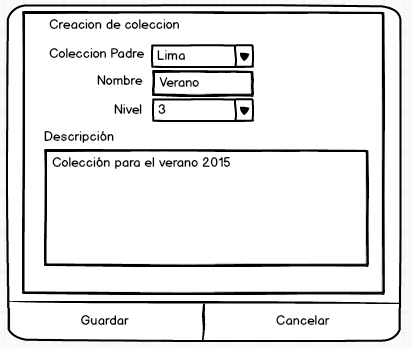 Creacion de coleccion
Coleccion Padre Lima
Nombre Verano
Nivel 3
Descripción
Colección para el verano 2015
Guardar Cancelar